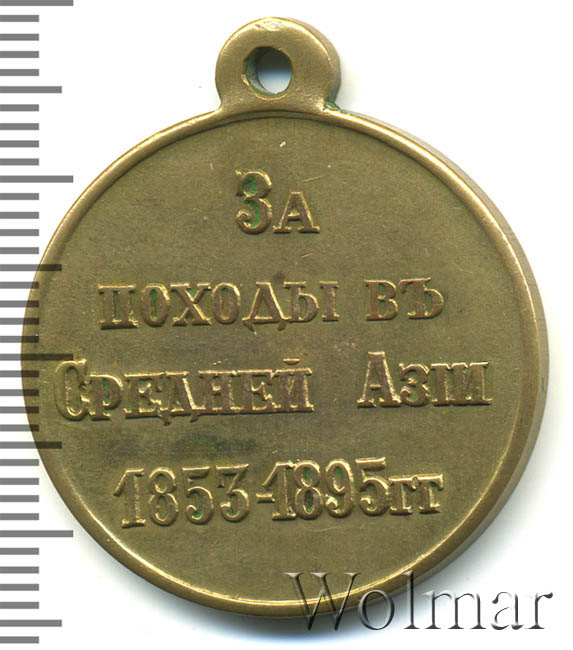 За
походы въ
Средней Азіи
1853-1895гг
Wolmar